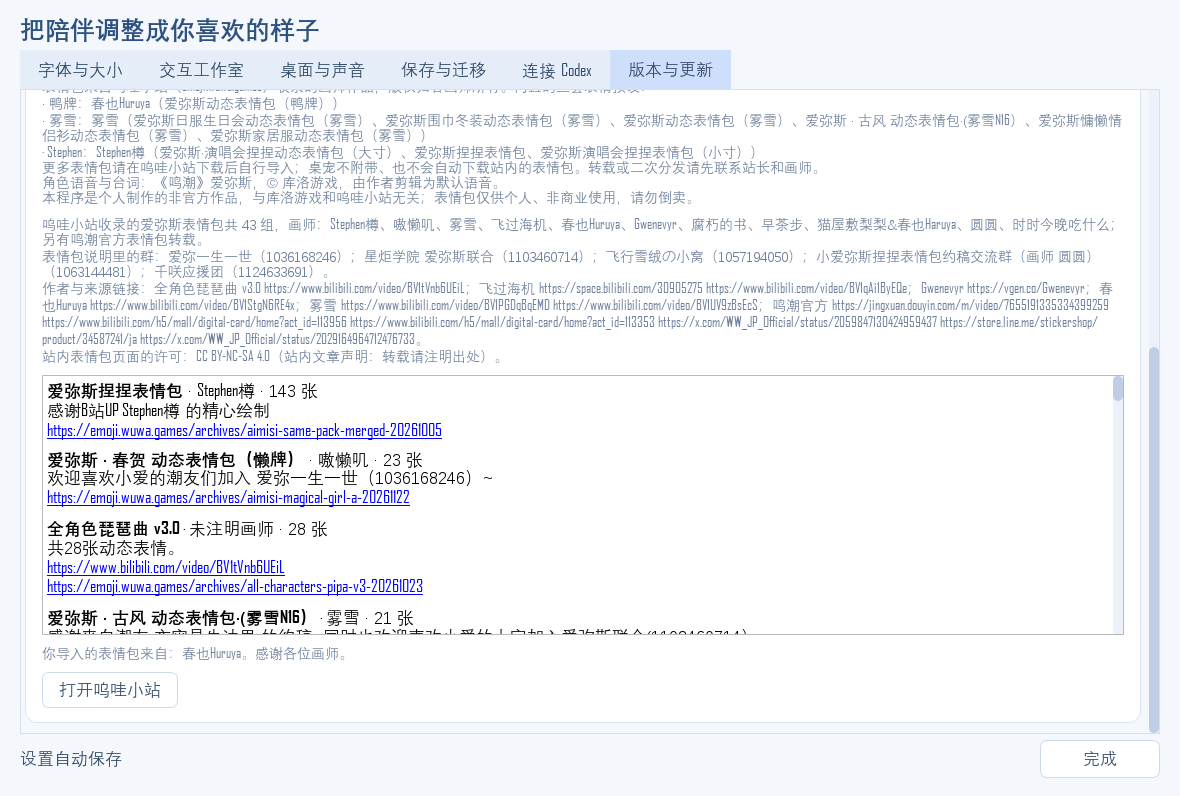 把陪伴调整成你喜欢的样子
字体与大小 交互工作室 桌面与声音 保存与迁移 连接 Codex 版本与更新
· 鸭牌：春也Huruya（爱弥斯动态表情包（鸭牌））
· 雾雪：雾雪（爱弥斯日服生日会动态表情包（雾雪）、爱弥斯围巾冬装动态表情包（雾雪）、爱弥斯动态表情包（雾雪）、爱弥斯 · 古风 动态表情包·(雾雪N16）、爱弥斯慵懒情
侣衫动态表情包（雾雪）、爱弥斯家居服动态表情包（雾雪））
· Stephen：Stephen樽（爱弥斯·演唱会捏捏动态表情包（大寸）、爱弥斯捏捏表情包、爱弥斯演唱会捏捏表情包（小寸））
更多表情包请在呜哇小站下载后自行导入；桌宠不附带、也不会自动下载站内的表情包。转载或二次分发请先联系站长和画师。
角色语音与台词：《鸣潮》爱弥斯，© 库洛游戏，由作者剪辑为默认语音。
本程序是个人制作的非官方作品，与库洛游戏和呜哇小站无关；表情包仅供个人、非商业使用，请勿倒卖。
呜哇小站收录的爱弥斯表情包共 43 组，画师：Stephen樽、嗷懒叽、雾雪、飞过海机、春也Huruya、Gwenevyr、腐朽的书、早茶步、猫屋敷梨梨&春也Haruya、圆圆、时时今晚吃什么；
另有鸣潮官方表情包转载。
表情包说明里的群：爱弥一生一世（1036168246）；星炬学院 爱弥斯联合（1103460714）；飞行雪绒の小窝（1057194050）；小爱弥斯捏捏表情包约稿交流群（画师 圆圆）
（1063144481）；千咲应援团（1124633691）。
作者与来源链接：全角色琵琶曲 v3.0 https://www.bilibili.com/video/BV1tVnb6UEiL；飞过海机 https://space.bilibili.com/30905275 https://www.bilibili.com/video/BV1qAi1ByEQe；Gwenevyr https://vgen.co/Gwenevyr；春
也Huruya https://www.bilibili.com/video/BV1StgN6RE4x；雾雪 https://www.bilibili.com/video/BV1PGDqBqEMD https://www.bilibili.com/video/BV1UV9zBsEcS；鸣潮官方 https://jingxuan.douyin.com/m/video/7655191335334399259
https://www.bilibili.com/h5/mall/digital-card/home?act_id=113956 https://www.bilibili.com/h5/mall/digital-card/home?act_id=113353 https://x.com/WW_JP_Official/status/2059847130424959437 https://store.line.me/stickershop/
product/34587241/ja https://x.com/WW_JP_Official/status/2029164964712476733。
站内表情包页面的许可：CC BY-NC-SA 4.0（站内文章声明：转载请注明出处）。
爱弥斯捏捏表情包 · Stephen樽 · 143 张
感谢B站UP Stephen樽 的精心绘制
https://emoji.wuwa.games/archives/aimisi-same-pack-merged-20261005
爱弥斯 · 春贺 动态表情包（懒牌） · 嗷懒叽 · 23 张
欢迎喜欢小爱的潮友们加入 爱弥一生一世（1036168246）~
https://emoji.wuwa.games/archives/aimisi-magical-girl-a-20261122
全角色琵琶曲 v3.0 · 未注明画师 · 28 张
共28张动态表情。
https://www.bilibili.com/video/BV1tVnb6UEiL
https://emoji.wuwa.games/archives/all-characters-pipa-v3-20261023
爱弥斯 · 古风 动态表情包·(雾雪N16） · 雾雪 · 21 张
你导入的表情包来自：春也Huruya。感谢各位画师。
打开呜哇小站
设置自动保存 完成